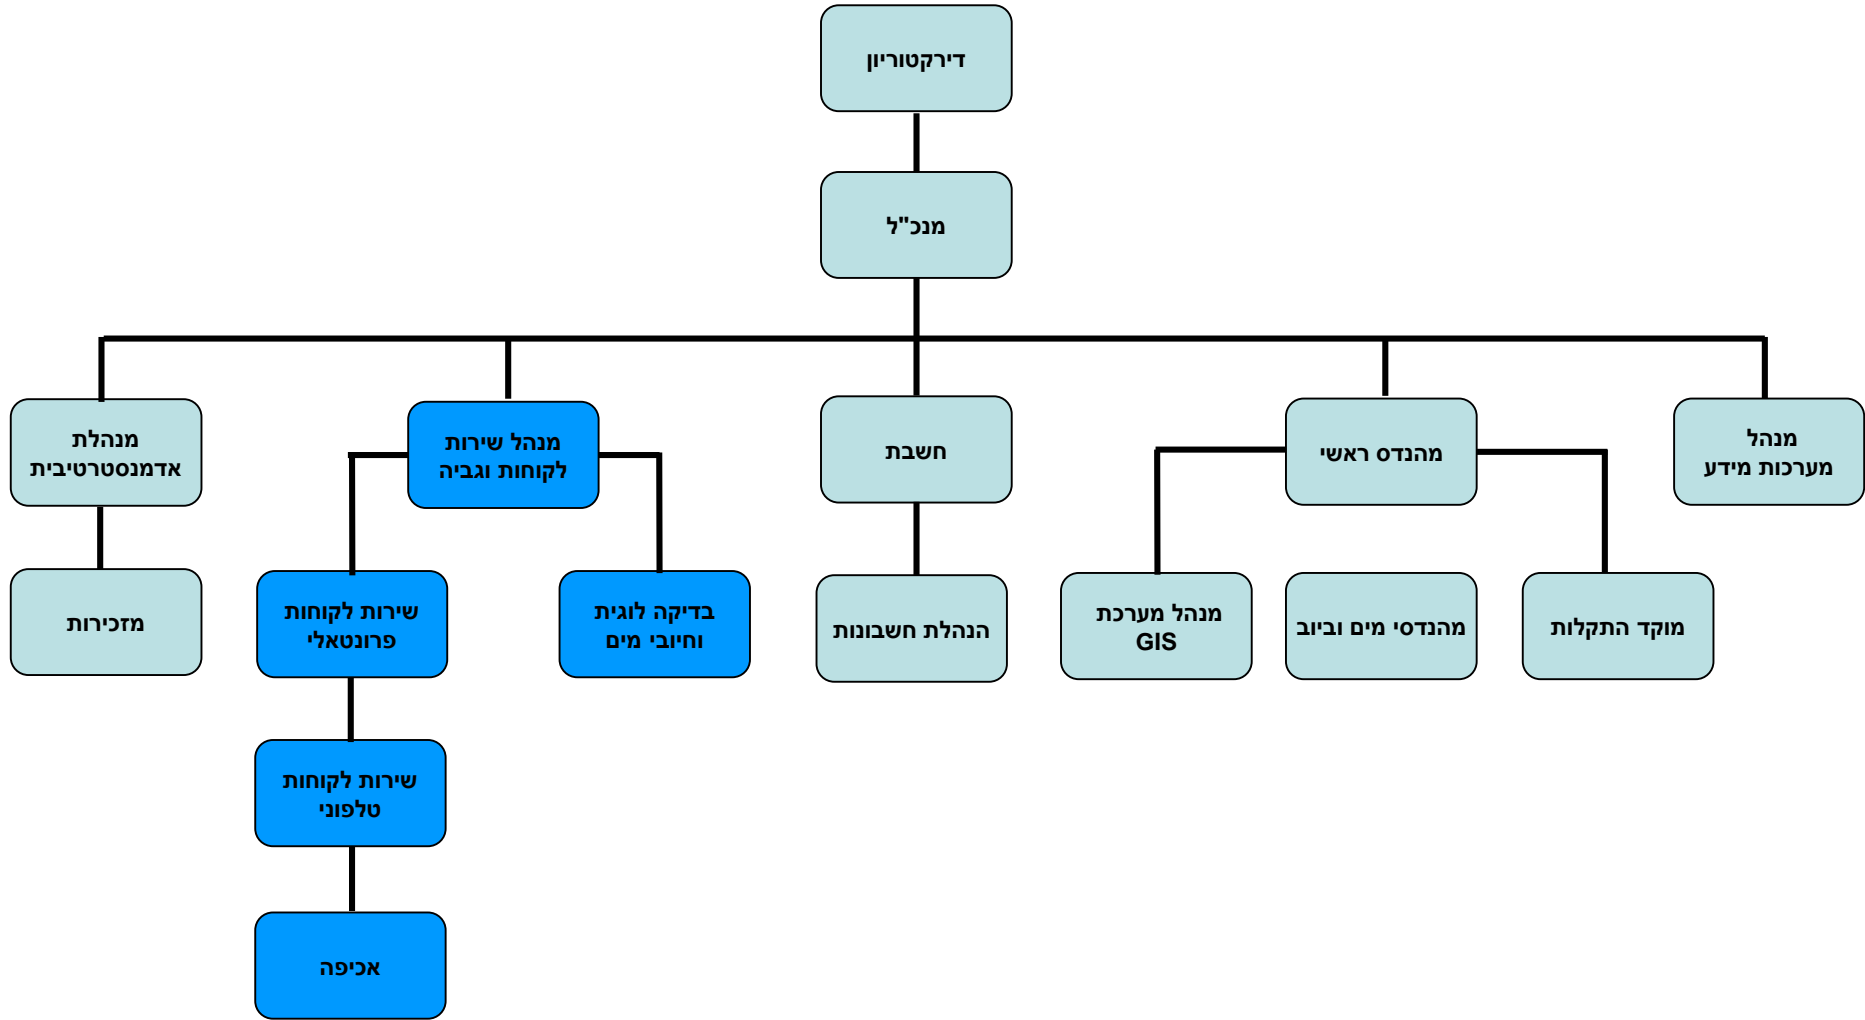 דירקטוריון
מנכ"ל
מנהל
מערכות מידע
מהנדס ראשי
חשבת
מנהל שירות
לקוחות וגביה
מנהלת
אדמנסטרטיבית
מוקד התקלות
מהנדסי מים וביוב
מנהל מערכת
GIS
הנהלת חשבונות
בדיקה לוגית
וחיובי מים
שירות לקוחות
פרונטאלי
מזכירות
שירות לקוחות
טלפוני
אכיפה